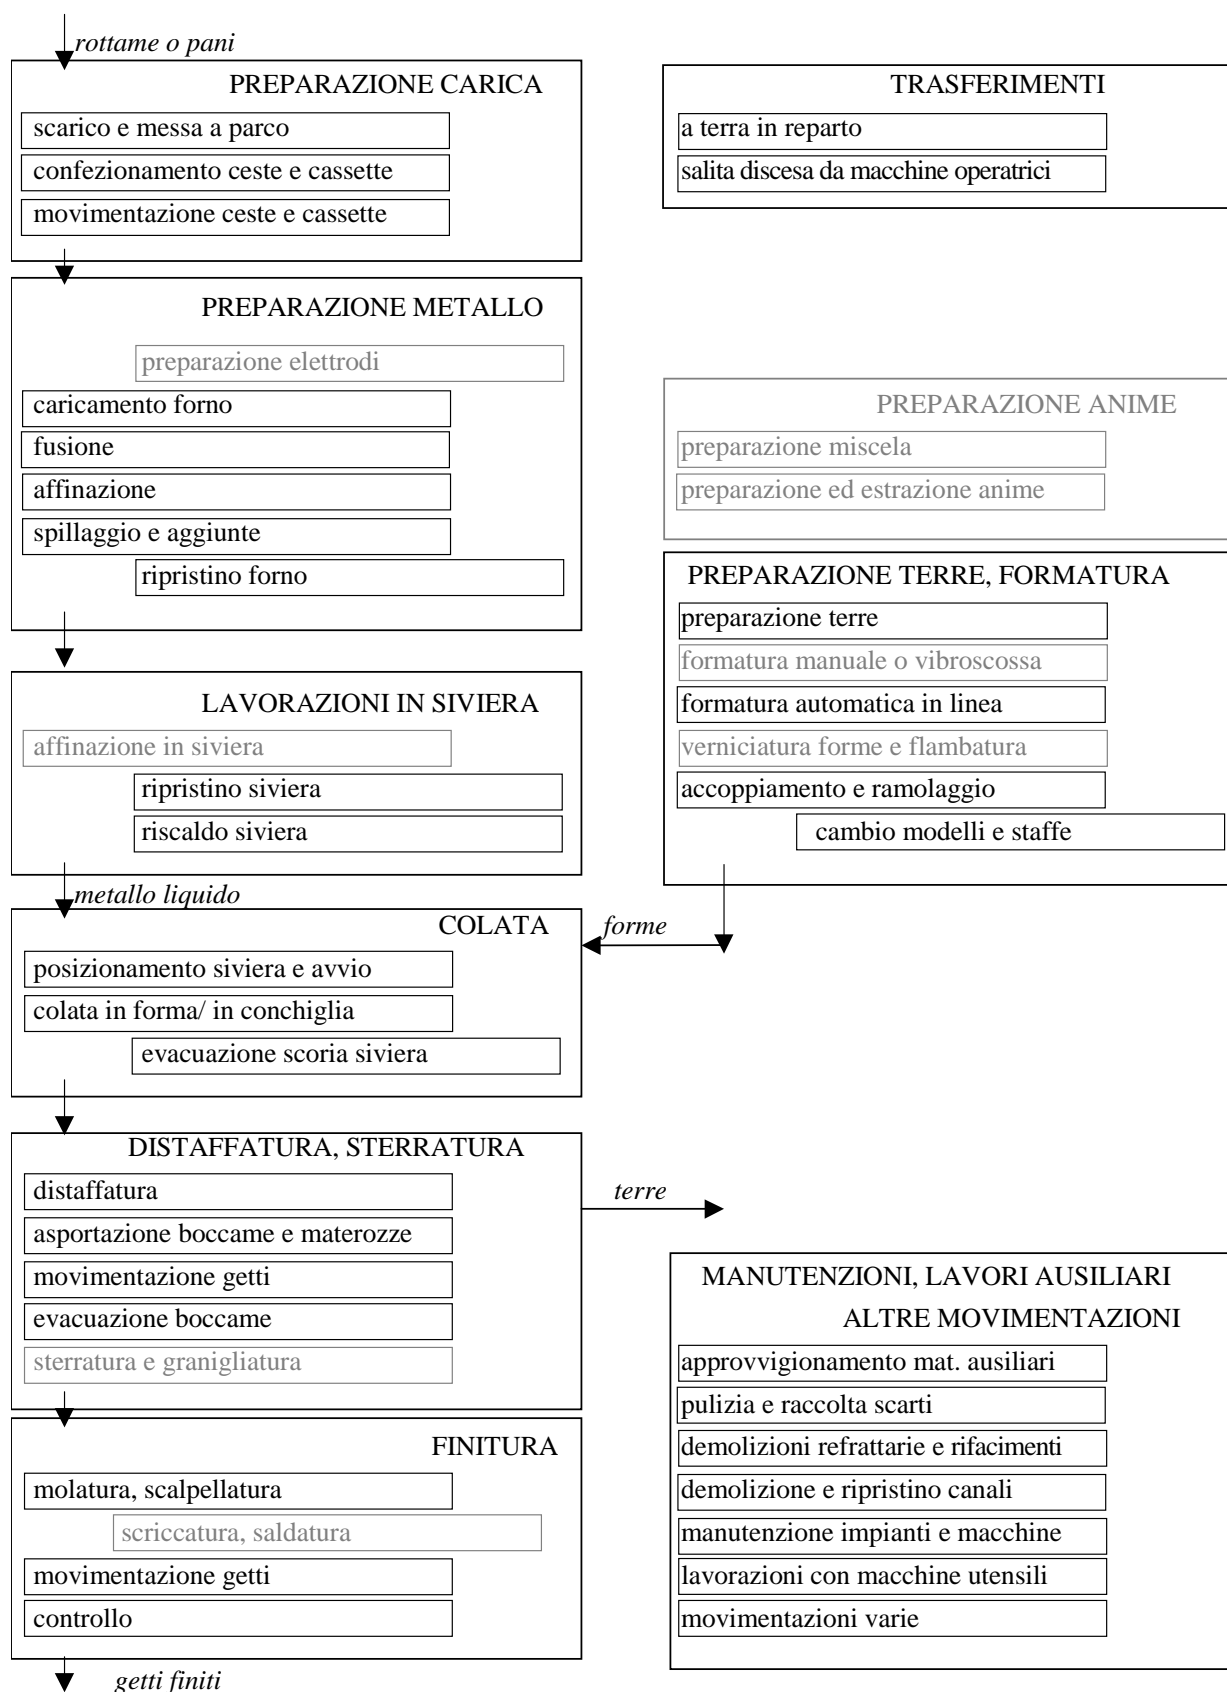 rottame o pani
PREPARAZIONE CARICA
scarico e messa a parco
confezionamento ceste e cassette
movimentazione ceste e cassette
PREPARAZIONE METALLO
preparazione elettrodi
caricamento forno
fusione
affinazione
spillaggio e aggiunte
ripristino forno
LAVORAZIONI IN SIVIERA
affinazione in siviera
ripristino siviera
riscaldo siviera
metallo liquido
COLATA
posizionamento siviera e avvio
colata in forma/ in conchiglia
evacuazione scoria siviera
DISTAFFATURA, STERRATURA
distaffatura
asportazione boccame e materozze
movimentazione getti
evacuazione boccame
sterratura e granigliatura
FINITURA
molatura, scalpellatura
scriccatura, saldatura
movimentazione getti
controllo
getti finiti
TRASFERIMENTI
a terra in reparto
salita discesa da macchine operatrici
PREPARAZIONE ANIME
preparazione miscela
preparazione ed estrazione anime
PREPARAZIONE TERRE, FORMATURA
preparazione terre
formatura manuale o vibroscossa
formatura automatica in linea
verniciatura forme e flambatura
accoppiamento e ramolaggio
cambio modelli e staffe
forme
terre
MANUTENZIONI, LAVORI AUSILIARI
ALTRE MOVIMENTAZIONI
approvvigionamento mat. ausiliari
pulizia e raccolta scarti
demolizioni refrattarie e rifacimenti
demolizione e ripristino canali
manutenzione impianti e macchine
lavorazioni con macchine utensili
movimentazioni varie